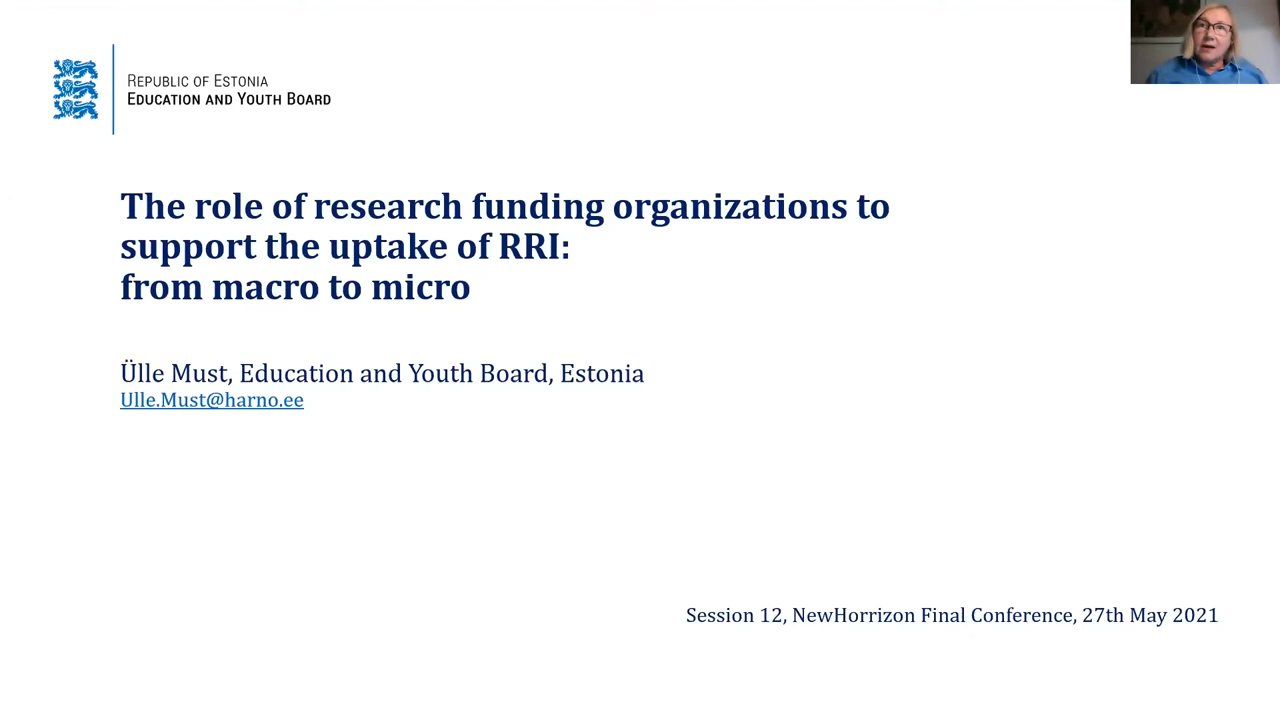 REPUBLIC OF ESTONIA
EDUCATION AND YOUTH BOARD
The role of research funding organizations to
support the uptake of RRI:
from macro to micro
Ülle Must, Education and Youth Board, Estonia
Ulle.Must@harno.ee
Session 12, NewHorrizon Final Conference, 27th May 2021